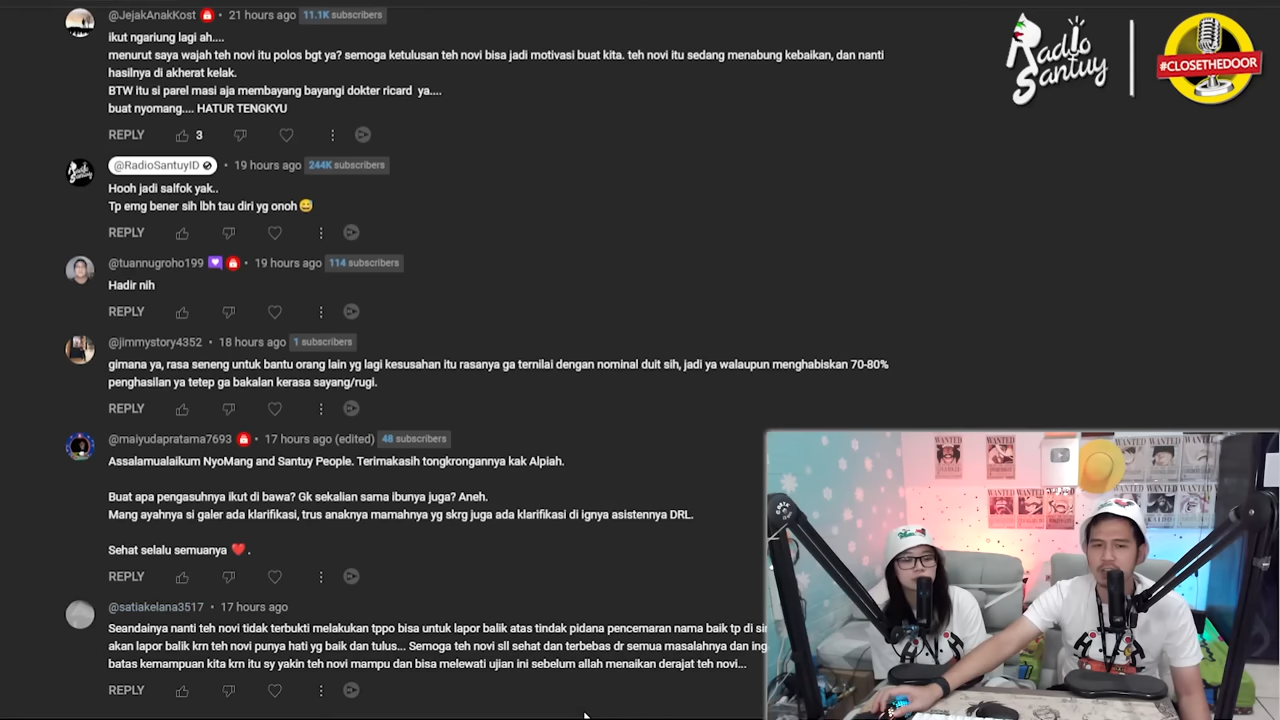 @JejakAnakKost • 21 hours ago 11.1K subscribers
ikut ngariung lagi ah....
menurut saya wajah teh novi itu polos bgt ya? semoga ketulusan teh novi bisa jadi motivasi buat kita. teh novi itu sedang menabung kebaikan, dan nanti
hasilnya di akherat kelak.
BTW itu si parel masi aja membayang bayangi dokter ricard ya....
buat nyomang.... HATUR TENGKYU
REPLY 3
@RadioSantuyID • 19 hours ago 244K subscribers
Hooh jadi salfok yak..
Tp emg bener sih lbh tau diri yg onoh😅
REPLY
@tuannugroho199 • 19 hours ago 114 subscribers
Hadir nih
REPLY
@jimmystory4352 • 18 hours ago 1 subscribers
gimana ya, rasa seneng untuk bantu orang lain yg lagi kesusahan itu rasanya ga ternilai dengan nominal duit sih, jadi ya walaupun menghabiskan 70-80%
penghasilan ya tetep ga bakalan kerasa sayang/rugi.
REPLY
@maiyudapratama7693 • 17 hours ago (edited) 48 subscribers
Assalamualaikum NyoMang and Santuy People. Terimakasih tongkrongannya kak Alpiah.
Buat apa pengasuhnya ikut di bawa? Gk sekalian sama ibunya juga? Aneh.
Mang ayahnya si galer ada klarifikasi, trus anaknya mamahnya yg skrg juga ada klarifikasi di ignya asistennya DRL.
Sehat selalu semuanya ❤️ .
REPLY
@satiakelana3517 • 17 hours ago
Seandainya nanti teh novi tidak terbukti melakukan tppo bisa untuk lapor balik atas tindak pidana pencemaran nama baik tp di sin
akan lapor balik krn teh novi punya hati yg baik dan tulus... Semoga teh novi sll sehat dan terbebas dr semua masalahnya dan ing
batas kemampuan kita krn itu sy yakin teh novi mampu dan bisa melewati ujian ini sebelum allah menaikan derajat teh novi...
REPLY
Radio
Santuy
#CLOSETHEDOOR
WANTED
WANTED
WANTED
WANTED
WANTED